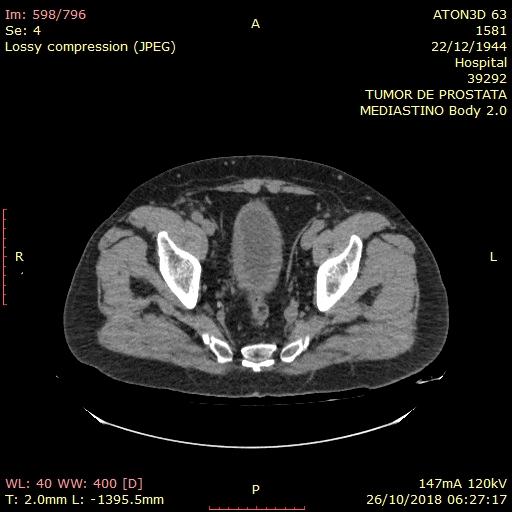 Im: 598/796
Se: 4
Lossy compression (JPEG)
A
ATON3D 63
1581
22/12/1944
Hospital
39292
TUMOR DE PROSTATA
MEDIASTINO Body 2.0
R
L
WL: 40 WW: 400 [D]
T: 2.0mm L: -1395.5mm
P
147mA 120kV
26/10/2018 06:27:17